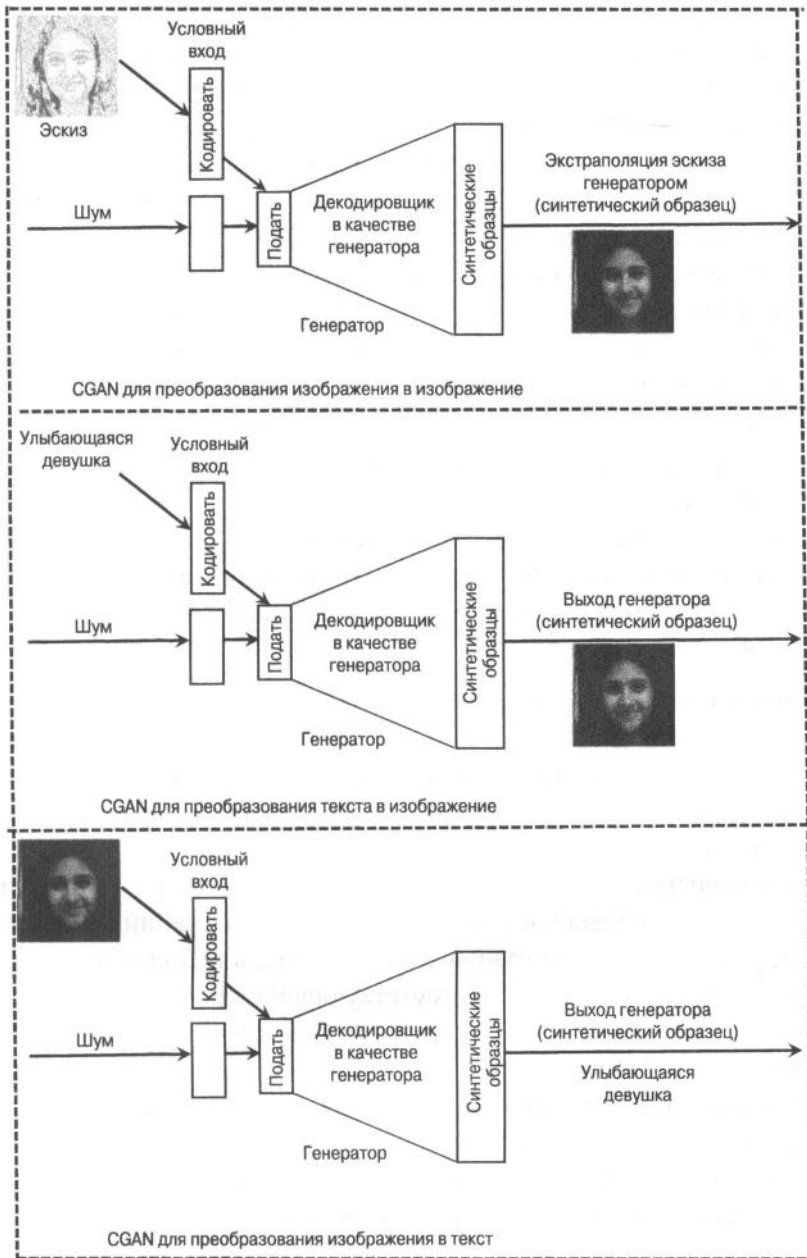 Условный
вход
Эскиз
Кодировать
Шум
Подать
Декодировщик
в качестве
генератора
Синтетические
образцы
Экстраполяция эскиза
генератором
(синтетический образец)
Генератор
CGAN для преобразования изображения в изображение
Улыбающаяся
девушка
Условный
вход
Кодировать
Шум
Подать
Декодировщик
в качестве
генератора
Синтетические
образцы
Выход генератора
(синтетический образец)
Генератор
CGAN для преобразования текста в изображение
Условный
вход
Кодировать
Шум
Подать
Декодировщик
в качестве
генератора
Синтетические
образцы
Выход генератора
(синтетический образец)
Улыбающаяся
девушка
Генератор
CGAN для преобразования изображения в текст